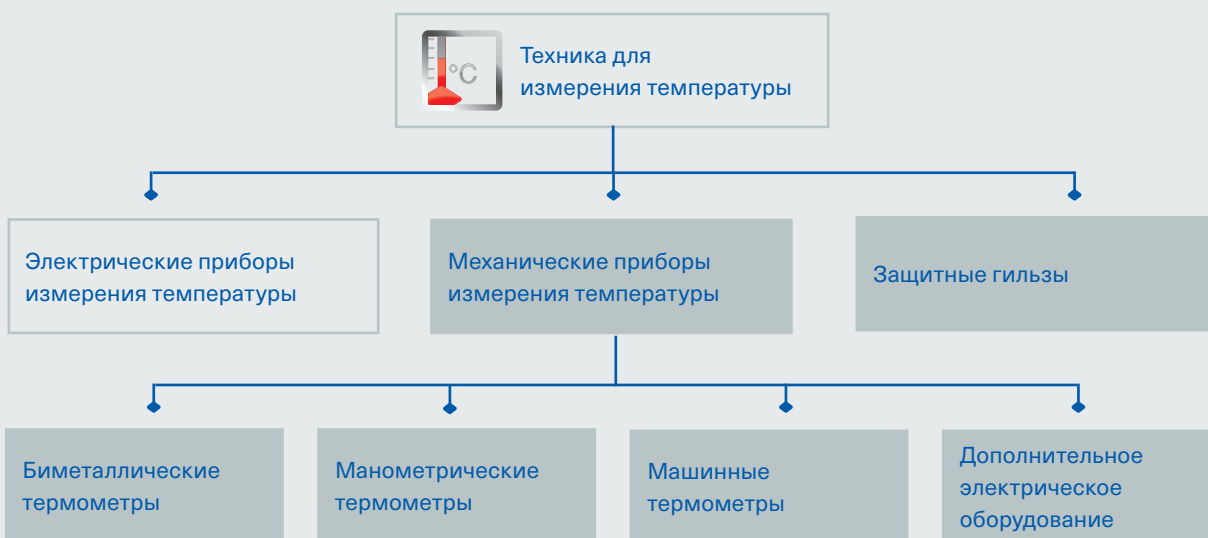 °C
Техника для
измерения температуры
Электрические приборы
измерения температуры
Механические приборы
измерения температуры
Защитные гильзы
Биметаллические
термометры
Манометрические
термометры
Машинные
термометры
Дополнительное
электрическое
оборудование